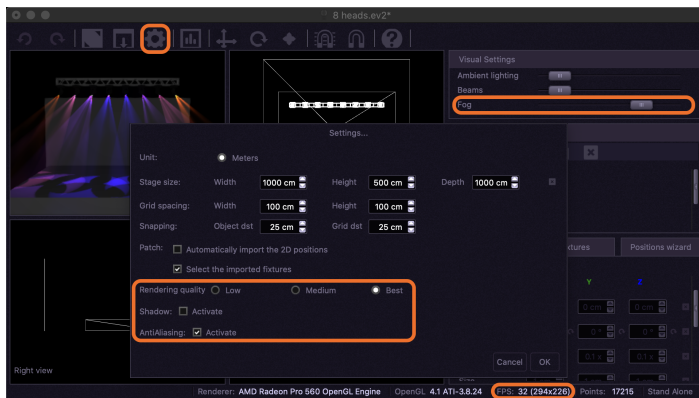 8 heads.ev2*
Visual Settings
Ambient lighting
Beams
Fog
Settings...
Unit: Meters
Stage size: Width 1000 cm Height 500 cm Depth 1000 cm
Grid spacing: Width 100 cm Height 100 cm
Snapping: Object dst 25 cm Grid dst 25 cm
Patch: Automatically import the 2D positions
Select the imported fixtures
Rendering quality Low Medium Best
Shadow: Activate
AntiAliasing: Activate
Cancel OK
tures Positions wizard
Y Z
0 cm 0 cm
0 ° 0 °
0.1 x 0.1 x
Right view
Renderer: AMD Radeon Pro 560 OpenGL Engine OpenGL 4.1 ATI-3.8.24 FPS: 32 (294x226) Points: 17215 Stand Alone